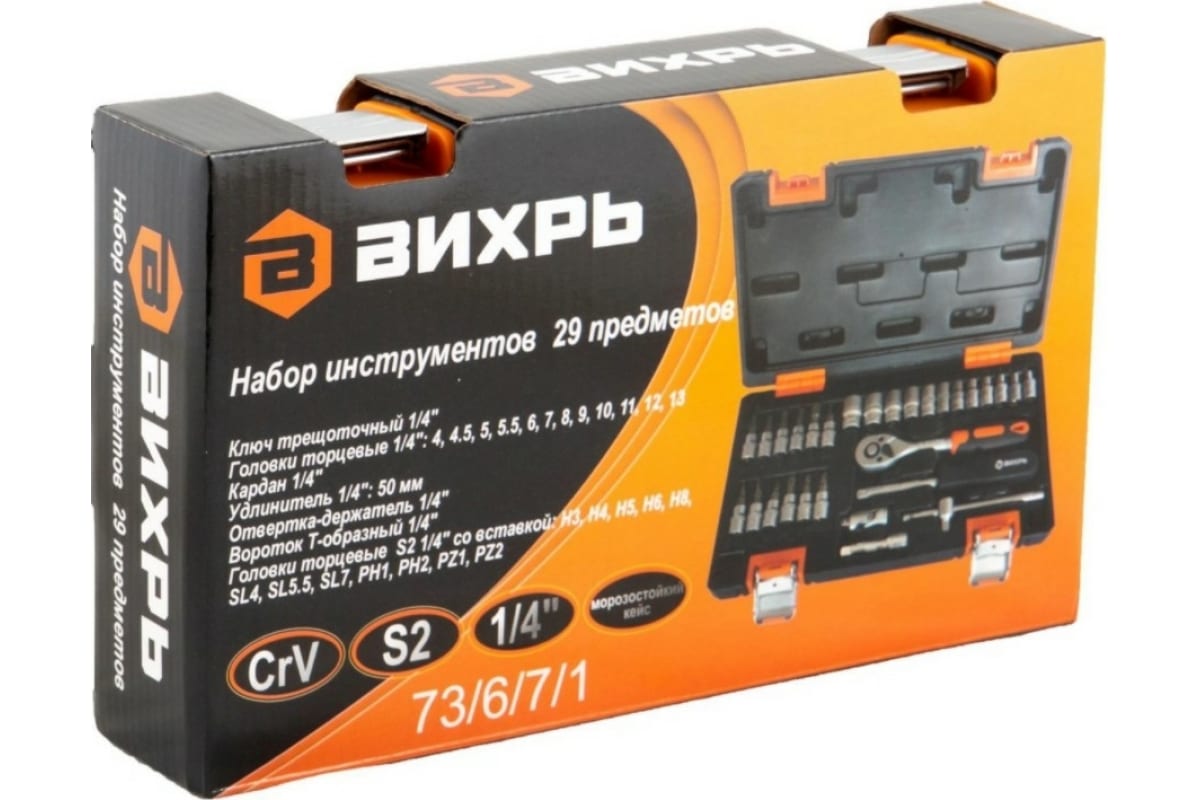 ВИХРЬ
В ВИХРЬ
Набор инструментов 29 предметов
Ключ трещоточный 1/4"
Головки торцевые 1/4": 4, 4.5, 5, 5.5, 6, 7, 8, 9, 10, 11, 12, 13
Кардан 1/4"
Удлинитель 1/4": 50 мм
Отвертка-держатель 1/4"
Вороток Т-образный 1/4"
Головки торцевые S2 1/4" со вставкой: H3, H4, H5, H6, H8,
SL4, SL5.5, SL7, PH1, PH2, PZ1, PZ2
CrV S2 1/4" морозостойкий
кейс
73/6/7/1
ВИХРЬ
В ВИХРЬ
Набор инструментов 29 предметов